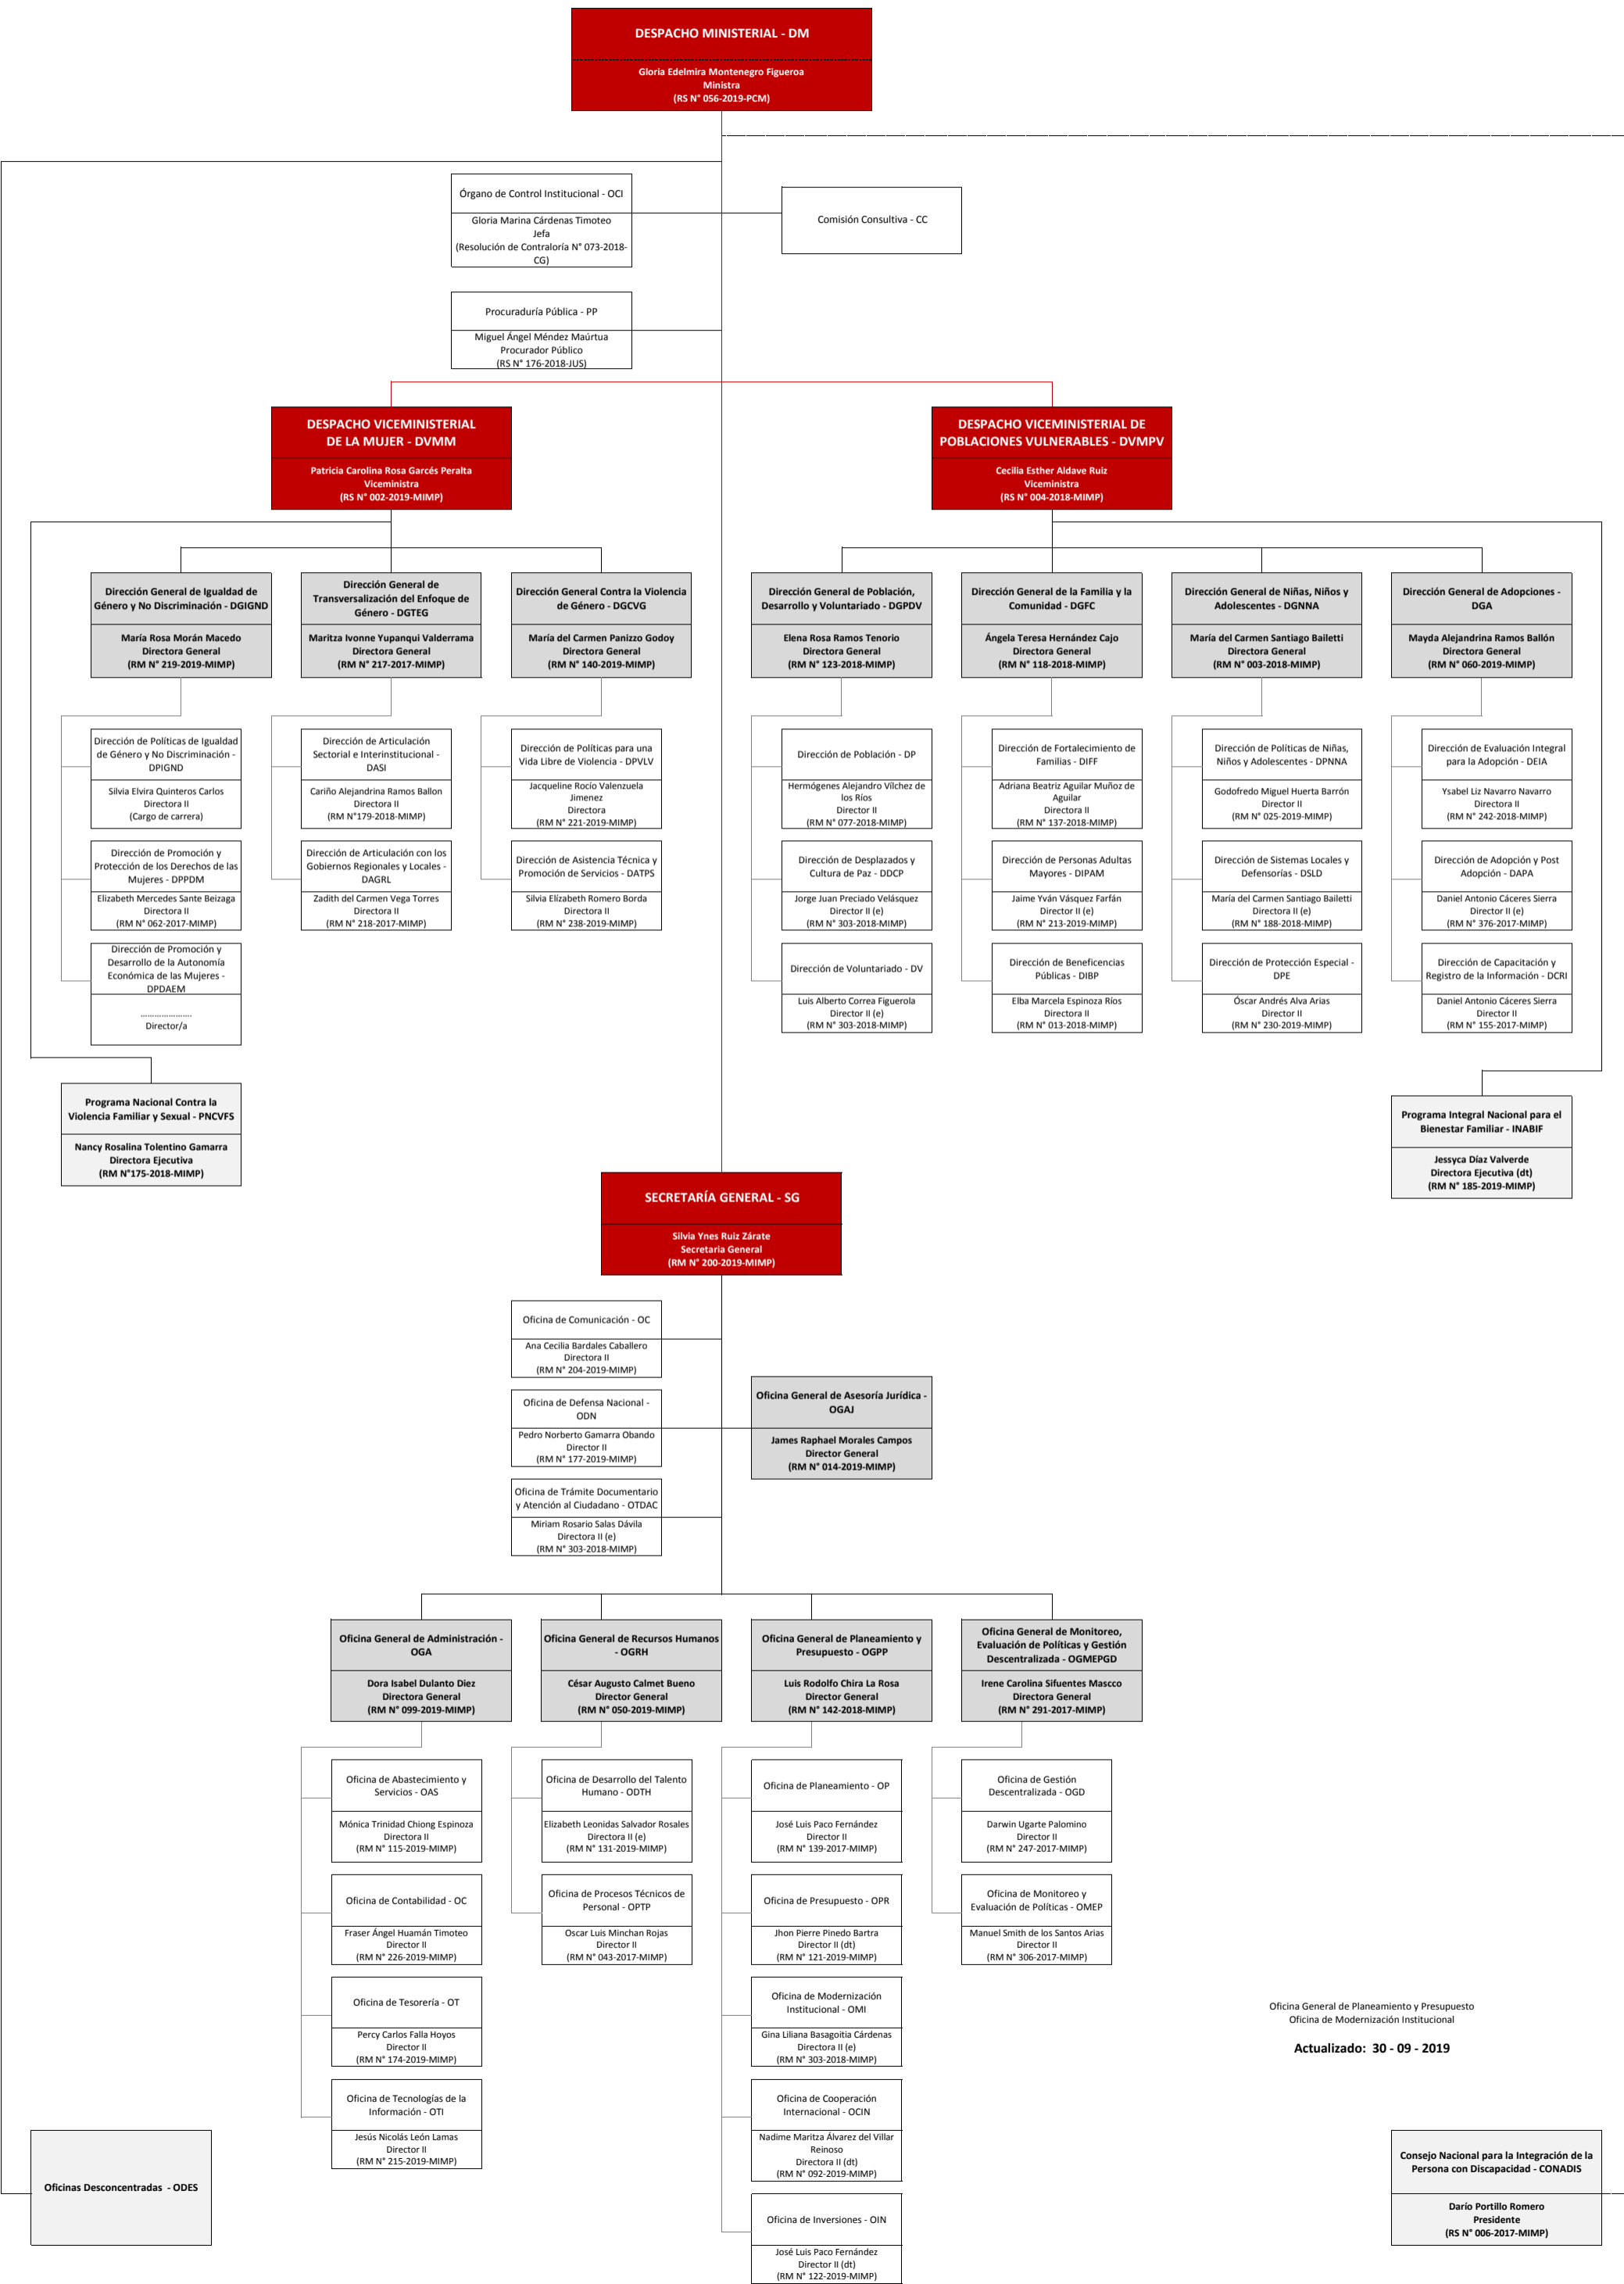 DESPACHO MINISTERIAL - DM
Gloria Edelmira Montenegro Figueroa
Ministra
(RS N° 056-2019-PCM)
Órgano de Control Institucional - OCI
Gloria Marina Cárdenas Timoteo
Jefa
(Resolución de Contraloría N° 073-2018-
CG)
Comisión Consultiva - CC
Procuraduría Pública - PP
Miguel Ángel Méndez Maúrtua
Procurador Público
(RS N° 176-2018-JUS)
DESPACHO VICEMINISTERIAL
DE LA MUJER - DVMM
Patricia Carolina Rosa Garcés Peralta
Viceministra
(RS N° 002-2019-MIMP)
DESPACHO VICEMINISTERIAL DE
POBLACIONES VULNERABLES - DVMPV
Cecilia Esther Aldave Ruiz
Viceministra
(RS N° 004-2018-MIMP)
Dirección General de Igualdad de
Género y No Discriminación - DGIGND
María Rosa Morán Macedo
Directora General
(RM N° 219-2019-MIMP)
Dirección General de
Transversalización del Enfoque de
Género - DGTEG
Maritza Ivonne Yupanqui Valderrama
Directora General
(RM N° 217-2017-MIMP)
Dirección General Contra la Violencia
de Género - DGCVG
María del Carmen Panizzo Godoy
Directora General
(RM N° 140-2019-MIMP)
Dirección General de Población,
Desarrollo y Voluntariado - DGPDV
Elena Rosa Ramos Tenorio
Directora General
(RM N° 123-2018-MIMP)
Dirección General de la Familia y la
Comunidad - DGFC
Ángela Teresa Hernández Cajo
Directora General
(RM N° 118-2018-MIMP)
Dirección General de Niñas, Niños y
Adolescentes - DGNNA
María del Carmen Santiago Bailetti
Directora General
(RM N° 003-2018-MIMP)
Dirección General de Adopciones -
DGA
Mayda Alejandrina Ramos Ballón
Directora General
(RM N° 060-2019-MIMP)
Dirección de Políticas de Igualdad
de Género y No Discriminación -
DPIGND
Silvia Elvira Quinteros Carlos
Directora II
(Cargo de carrera)
Dirección de Articulación
Sectorial e Interinstitucional -
DASI
Cariño Alejandrina Ramos Ballon
Directora II
(RM N°179-2018-MIMP)
Dirección de Políticas para una
Vida Libre de Violencia - DPVLV
Jacqueline Rocío Valenzuela
Jimenez
Directora
(RM N° 221-2019-MIMP)
Dirección de Población - DP
Hermógenes Alejandro Vílchez de
los Ríos
Director II
(RM N° 077-2018-MIMP)
Dirección de Fortalecimiento de
Familias - DIFF
Adriana Beatriz Aguilar Muñoz de
Aguilar
Directora II
(RM N° 137-2018-MIMP)
Dirección de Políticas de Niñas,
Niños y Adolescentes - DPNNA
Godofredo Miguel Huerta Barrón
Director II
(RM N° 025-2019-MIMP)
Dirección de Evaluación Integral
para la Adopción - DEIA
Ysabel Liz Navarro Navarro
Directora II
(RM N° 242-2018-MIMP)
Dirección de Promoción y
Protección de los Derechos de las
Mujeres - DPPDM
Elizabeth Mercedes Sante Beizaga
Directora II
(RM N° 062-2017-MIMP)
Dirección de Articulación con los
Gobiernos Regionales y Locales -
DAGRL
Zadith del Carmen Vega Torres
Directora II
(RM N° 218-2017-MIMP)
Dirección de Asistencia Técnica y
Promoción de Servicios - DATPS
Silvia Elízabeth Romero Borda
Directora II
(RM N° 238-2019-MIMP)
Dirección de Desplazados y
Cultura de Paz - DDCP
Jorge Juan Preciado Velásquez
Director II (e)
(RM N° 303-2018-MIMP)
Dirección de Personas Adultas
Mayores - DIPAM
Jaime Yván Vásquez Farfán
Director II (e)
(RM N° 213-2019-MIMP)
Dirección de Sistemas Locales y
Defensorías - DSLD
María del Carmen Santiago Bailetti
Directora II (e)
(RM N° 188-2018-MIMP)
Dirección de Adopción y Post
Adopción - DAPA
Daniel Antonio Cáceres Sierra
Director II (e)
(RM N° 376-2017-MIMP)
Dirección de Promoción y
Desarrollo de la Autonomía
Económica de las Mujeres -
DPDAEM
....................
Director/a
Dirección de Voluntariado - DV
Luis Alberto Correa Figuerola
Director II (e)
(RM N° 303-2018-MIMP)
Dirección de Beneficencias
Públicas - DIBP
Elba Marcela Espinoza Ríos
Directora II
(RM N° 013-2018-MIMP)
Dirección de Protección Especial -
DPE
Óscar Andrés Alva Arias
Director II
(RM N° 230-2019-MIMP)
Dirección de Capacitación y
Registro de la Información - DCRI
Daniel Antonio Cáceres Sierra
Director II
(RM N° 155-2017-MIMP)
Programa Nacional Contra la
Violencia Familiar y Sexual - PNCVFS
Nancy Rosalina Tolentino Gamarra
Directora Ejecutiva
(RM N°175-2018-MIMP)
Programa Integral Nacional para el
Bienestar Familiar - INABIF
Jessyca Díaz Valverde
Directora Ejecutiva (dt)
(RM N° 185-2019-MIMP)
SECRETARÍA GENERAL - SG
Silvia Ynes Ruiz Zárate
Secretaria General
(RM N° 200-2019-MIMP)
Oficina de Comunicación - OC
Ana Cecilia Bardales Caballero
Directora II
(RM N° 204-2019-MIMP)
Oficina de Defensa Nacional -
ODN
Pedro Norberto Gamarra Obando
Director II
(RM N° 177-2019-MIMP)
Oficina General de Asesoría Jurídica -
OGAJ
James Raphael Morales Campos
Director General
(RM N° 014-2019-MIMP)
Oficina de Trámite Documentario
y Atención al Ciudadano - OTDAC
Miriam Rosario Salas Dávila
Directora II (e)
(RM N° 303-2018-MIMP)
Oficina General de Administración -
OGA
Dora Isabel Dulanto Diez
Directora General
(RM N° 099-2019-MIMP)
Oficina General de Recursos Humanos
- OGRH
César Augusto Calmet Bueno
Director General
(RM N° 050-2019-MIMP)
Oficina General de Planeamiento y
Presupuesto - OGPP
Luis Rodolfo Chira La Rosa
Director General
(RM N° 142-2018-MIMP)
Oficina General de Monitoreo,
Evaluación de Políticas y Gestión
Descentralizada - OGMEPGD
Irene Carolina Sifuentes Mascco
Directora General
(RM N° 291-2017-MIMP)
Oficina de Abastecimiento y
Servicios - OAS
Mónica Trinidad Chiong Espinoza
Directora II
(RM N° 115-2019-MIMP)
Oficina de Desarrollo del Talento
Humano - ODTH
Elizabeth Leonidas Salvador Rosales
Directora II (e)
(RM N° 131-2019-MIMP)
Oficina de Planeamiento - OP
José Luis Paco Fernández
Director II
(RM N° 139-2017-MIMP)
Oficina de Gestión
Descentralizada - OGD
Darwin Ugarte Palomino
Director II
(RM N° 247-2017-MIMP)
Oficina de Contabilidad - OC
Fraser Ángel Huamán Timoteo
Director II
(RM N° 226-2019-MIMP)
Oficina de Procesos Técnicos de
Personal - OPTP
Oscar Luis Minchan Rojas
Director II
(RM N° 043-2017-MIMP)
Oficina de Presupuesto - OPR
Jhon Pierre Pinedo Bartra
Director II (dt)
(RM N° 121-2019-MIMP)
Oficina de Monitoreo y
Evaluación de Políticas - OMEP
Manuel Smith de los Santos Arias
Director II
(RM N° 306-2017-MIMP)
Oficina de Tesorería - OT
Percy Carlos Falla Hoyos
Director II
(RM N° 174-2019-MIMP)
Oficina de Modernización
Institucional - OMI
Gina Liliana Basagoitia Cárdenas
Directora II (e)
(RM N° 303-2018-MIMP)
Oficina General de Planeamiento y Presupuesto
Oficina de Modernización Institucional
Actualizado: 30 - 09 - 2019
Oficina de Tecnologías de la
Información - OTI
Jesús Nicolás León Lamas
Director II
(RM N° 215-2019-MIMP)
Oficina de Cooperación
Internacional - OCIN
Nadime Maritza Álvarez del Villar
Reinoso
Directora II (dt)
(RM N° 092-2019-MIMP)
Oficinas Desconcentradas - ODES
Consejo Nacional para la Integración de la
Persona con Discapacidad - CONADIS
Darío Portillo Romero
Presidente
(RS N° 006-2017-MIMP)
Oficina de Inversiones - OIN
José Luis Paco Fernández
Director II (dt)
(RM N° 122-2019-MIMP)